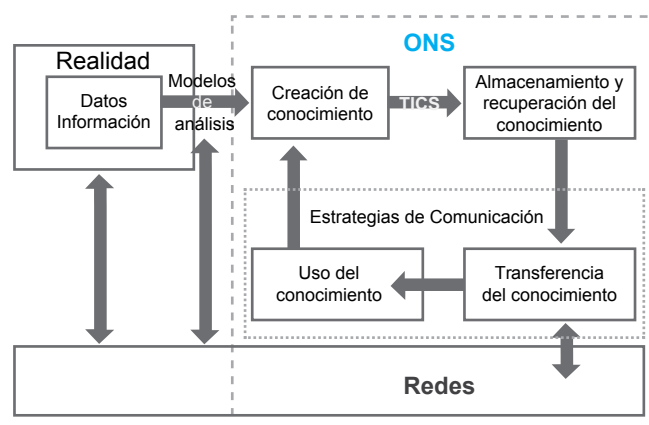 ONS
Realidad
Datos
Información
Modelos
de
análisis
Creación de
conocimiento
TICS
Almacenamiento y
recuperación del
conocimiento
Estrategias de Comunicación
Uso del
conocimiento
Transferencia
del conocimiento
Redes